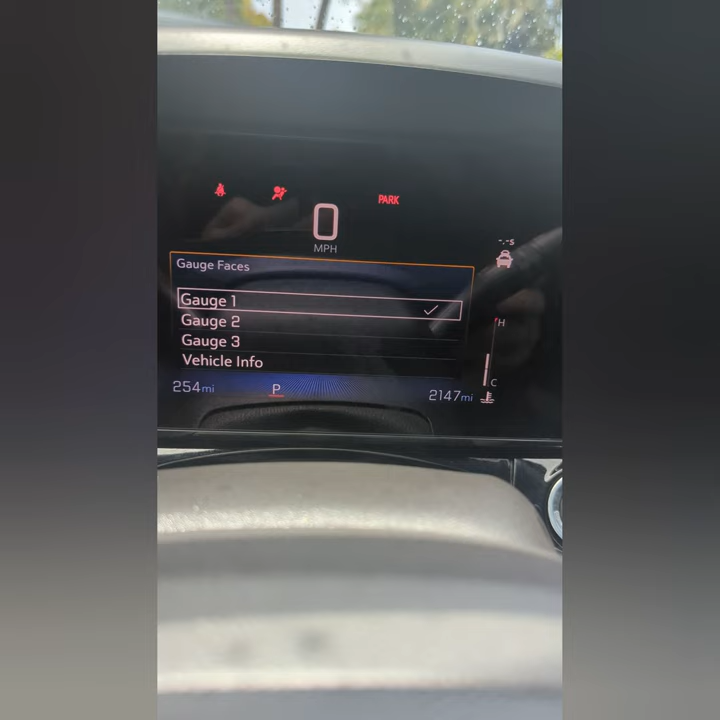 PARK
0
MPH
-.-s
Gauge Faces
Gauge 1
Gauge 2
Gauge 3
Vehicle Info
H
C
254mi
P
2147mi